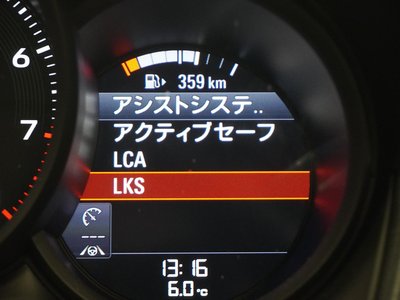 6
7
359 km
アシストシステ..
アクティブセーフ
LCA
LKS
---
13:16
6.0°C